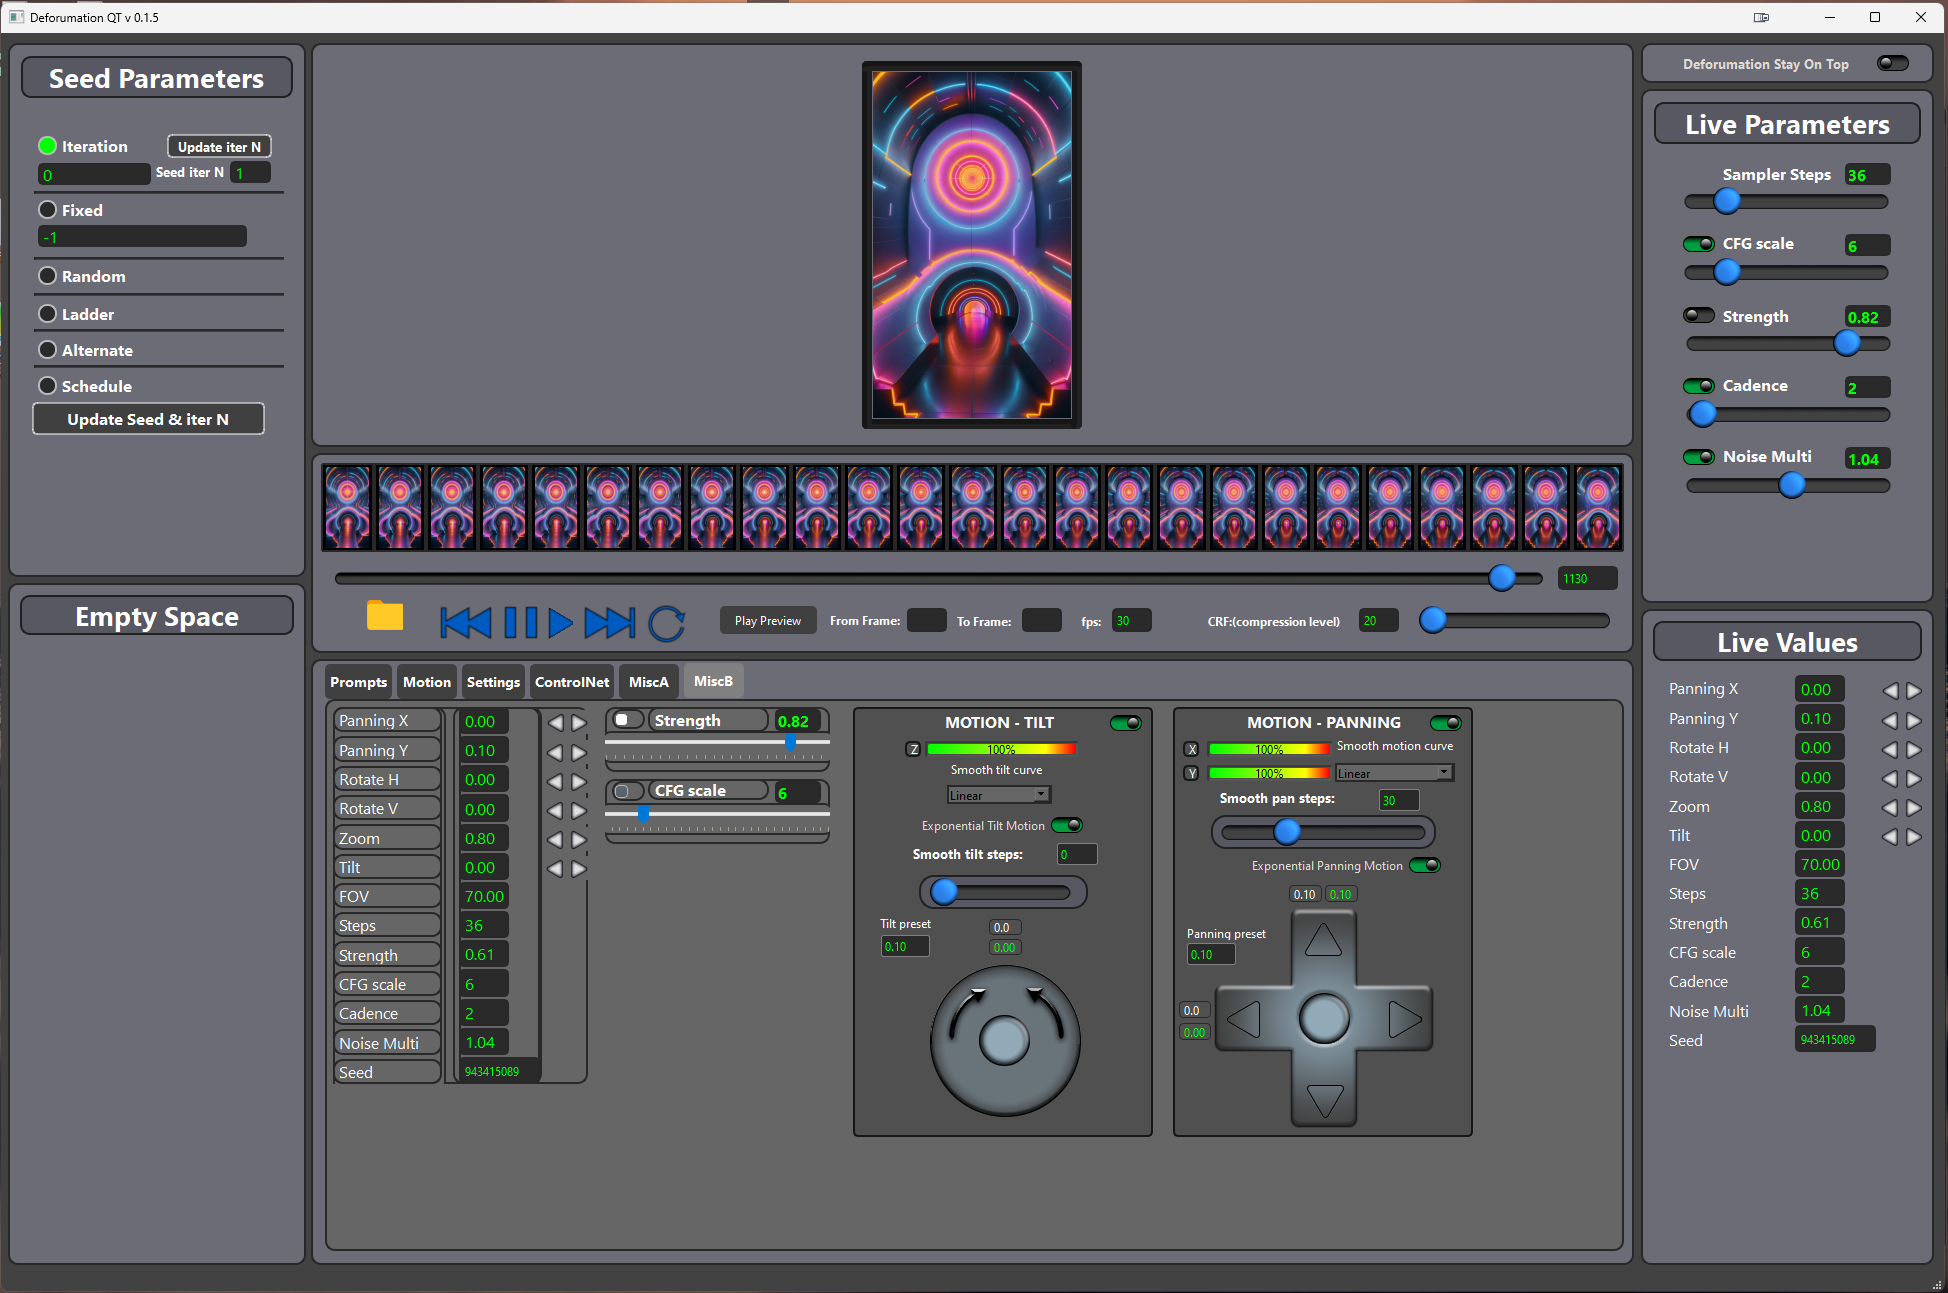 Deforumation QT v 0.1.5
Seed Parameters
Iteration
Update iter N
0
Seed iter N
1
Fixed
-1
Random
Ladder
Alternate
Schedule
Update Seed & iter N
Empty Space
1130
Play Preview
From Frame:
To Frame:
fps:
30
CRF:(compression level)
20
Prompts
Motion
Settings
ControlNet
MiscA
MiscB
Panning X
0.00
Panning Y
0.10
Rotate H
0.00
Rotate V
0.00
Zoom
0.80
Tilt
0.00
FOV
70.00
Steps
36
Strength
0.61
CFG scale
6
Cadence
2
Noise Multi
1.04
Seed
943415089
Strength
0.82
CFG scale
6
MOTION - TILT
Z
100%
Smooth tilt curve
Linear
Exponential Tilt Motion
Smooth tilt steps:
0
Tilt preset
0.10
0.0
0.00
MOTION - PANNING
X
100%
Smooth motion curve
Y
100%
Linear
Smooth pan steps:
30
Exponential Panning Motion
0.10
0.10
Panning preset
0.10
0.0
0.00
Deforumation Stay On Top
Live Parameters
Sampler Steps
36
CFG scale
6
Strength
0.82
Cadence
2
Noise Multi
1.04
Live Values
Panning X
0.00
Panning Y
0.10
Rotate H
0.00
Rotate V
0.00
Zoom
0.80
Tilt
0.00
FOV
70.00
Steps
36
Strength
0.61
CFG scale
6
Cadence
2
Noise Multi
1.04
Seed
943415089